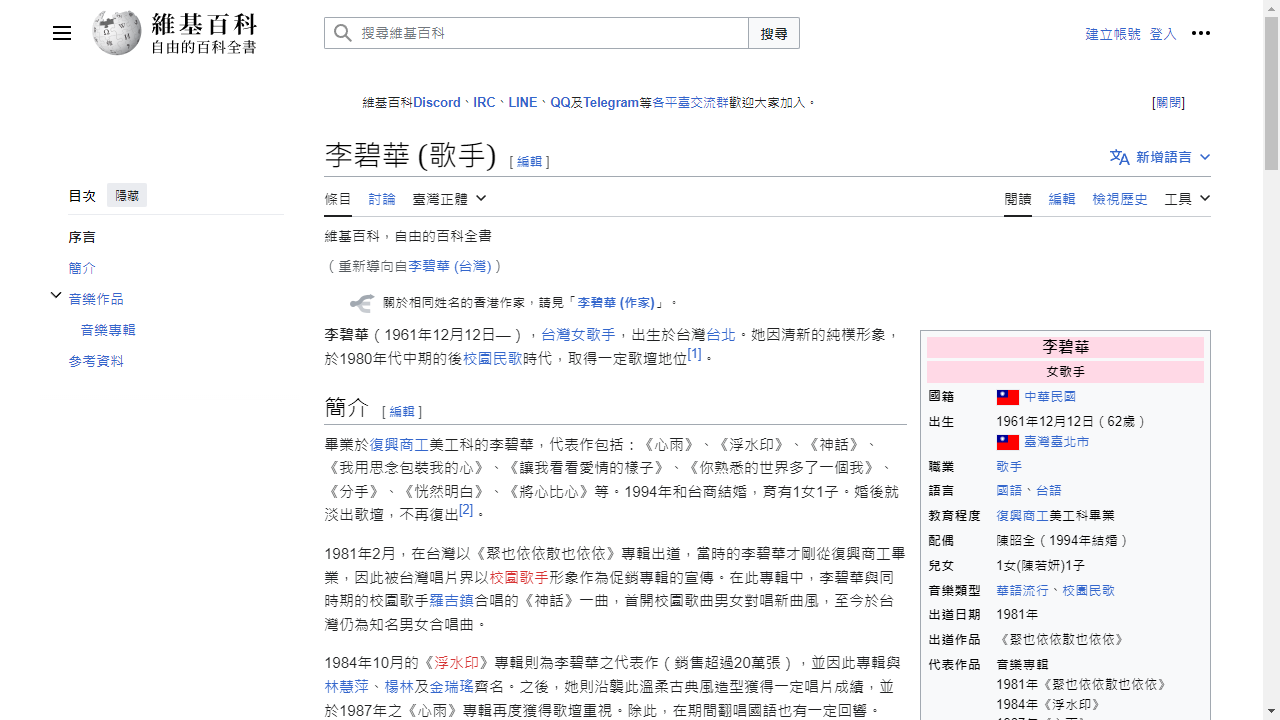 維基百科
自由的百科全書
搜尋維基百科
搜尋
建立帳號 登入
維基百科Discord、IRC、LINE、QQ及Telegram等各平臺交流群歡迎大家加入。
[關閉]
李碧華 (歌手) [ 編輯 ]
新增語言
目次 隱藏
序言
簡介
音樂作品
音樂專輯
參考資料
條目 討論 臺灣正體
閱讀 編輯 檢視歷史 工具
維基百科，自由的百科全書
（重新導向自李碧華 (台灣)）
關於相同姓名的香港作家，請見「李碧華 (作家)」。
李碧華（1961年12月12日—），台灣女歌手，出生於台灣台北。她因清新的純樸形象，
於1980年代中期的後校園民歌時代，取得一定歌壇地位[1]。
簡介 [ 編輯 ]
畢業於復興商工美工科的李碧華，代表作包括：《心雨》、《浮水印》、《神話》、
《我用思念包裝我的心》、《讓我看看愛情的樣子》、《你熟悉的世界多了一個我》、
《分手》、《恍然明白》、《將心比心》等。1994年和台商結婚，育有1女1子。婚後就
淡出歌壇，不再復出[2]。
1981年2月，在台灣以《聚也依依散也依依》專輯出道，當時的李碧華才剛從復興商工畢
業，因此被台灣唱片界以校園歌手形象作為促銷專輯的宣傳。在此專輯中，李碧華與同
時期的校園歌手羅吉鎮合唱的《神話》一曲，首開校園歌曲男女對唱新曲風，至今於台
灣仍為知名男女合唱曲。
1984年10月的《浮水印》專輯則為李碧華之代表作（銷售超過20萬張），並因此專輯與
林慧萍、楊林及金瑞瑤齊名。之後，她則沿襲此溫柔古典風造型獲得一定唱片成績，並
於1987年之《心雨》專輯再度獲得歌壇重視。除此，在期間翻唱國語也有一定回響。
李碧華
女歌手
國籍 中華民國
出生 1961年12月12日（62歲）
臺灣臺北市
職業 歌手
語言 國語、台語
教育程度 復興商工美工科畢業
配偶 陳昭全（1994年結婚）
兒女 1女(陳若妍)1子
音樂類型 華語流行、校園民歌
出道日期 1981年
出道作品 《聚也依依散也依依》
代表作品 音樂專輯
1981年《聚也依依散也依依》
1984年《浮水印》
1987年《心雨》